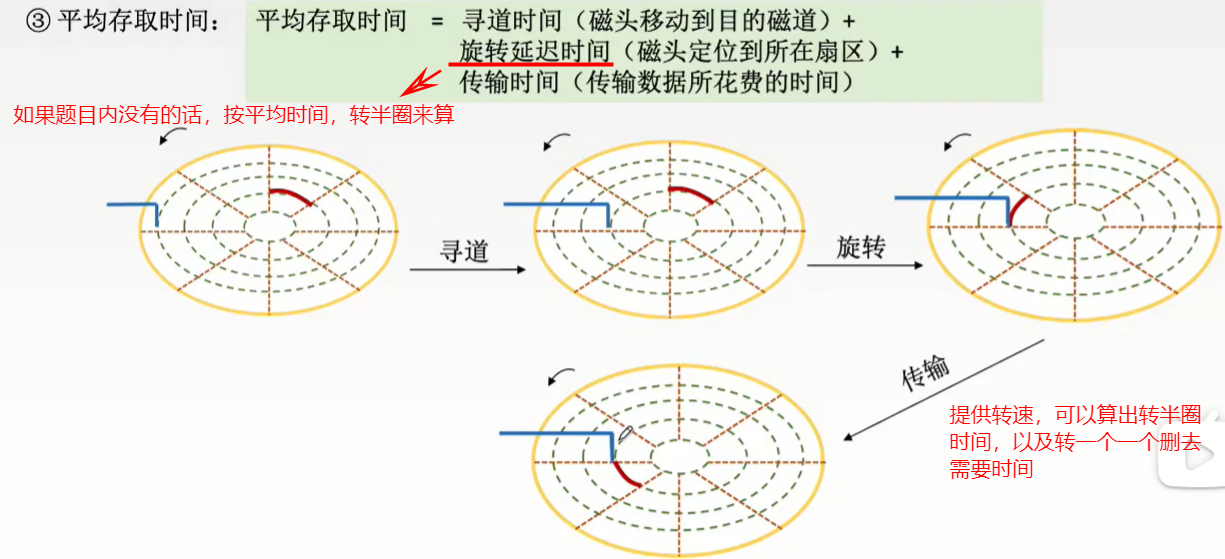 ③ 平均存取时间：
平均存取时间 = 寻道时间（磁头移动到目的磁道）+
旋转延迟时间（磁头定位到所在扇区）+
传输时间（传输数据所花费的时间）
如果题目内没有的话，按平均时间，转半圈来算
寻道
旋转
传输
提供转速，可以算出转半圈
时间，以及转一个一个删去
需要时间